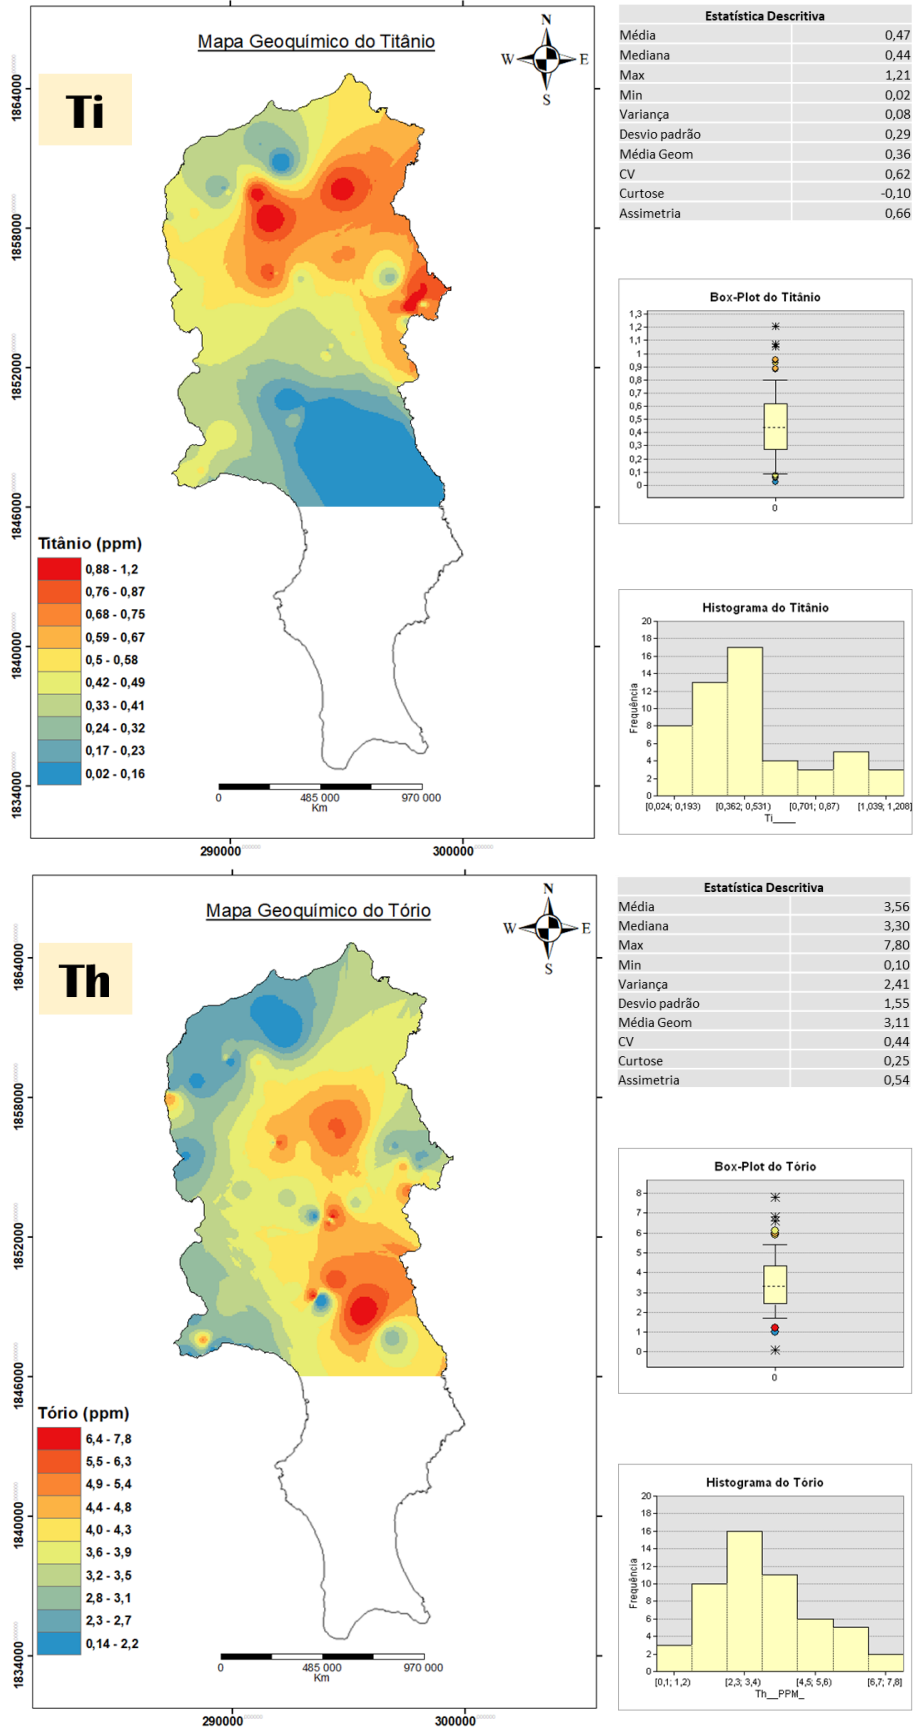 Mapa Geoquímico do Titânio
N
W E
S
Ti
1864000
1858000
1852000
1846000
1840000
1834000
Titânio (ppm)
0,88 - 1,2
0,76 - 0,87
0,68 - 0,75
0,59 - 0,67
0,5 - 0,58
0,42 - 0,49
0,33 - 0,41
0,24 - 0,32
0,17 - 0,23
0,02 - 0,16
0 485 000 970 000
Km
290000 300000
Estatística Descritiva
Média 0,47
Mediana 0,44
Max 1,21
Min 0,02
Variança 0,08
Desvio padrão 0,29
Média Geom 0,36
CV 0,62
Curtose -0,10
Assimetria 0,66
Box-Plot do Titânio
1,3
1,2
1,1
1
0,9
0,8
0,7
0,6
0,5
0,4
0,3
0,2
0,1
0
0
Histograma do Titânio
Frequência
20
18
16
14
12
10
8
6
4
2
0
[0,024; 0,193) [0,362; 0,531) [0,701; 0,87) [1,039; 1,208]
Ti____
Mapa Geoquímico do Tório
N
W E
S
Th
1864000
1858000
1852000
1846000
1840000
1834000
Tório (ppm)
6,4 - 7,8
5,5 - 6,3
4,9 - 5,4
4,4 - 4,8
4,0 - 4,3
3,6 - 3,9
3,2 - 3,5
2,8 - 3,1
2,3 - 2,7
0,14 - 2,2
0 485 000 970 000
Km
290000 300000
Estatística Descritiva
Média 3,56
Mediana 3,30
Max 7,80
Min 0,10
Variança 2,41
Desvio padrão 1,55
Média Geom 3,11
CV 0,44
Curtose 0,25
Assimetria 0,54
Box-Plot do Tório
8
7
6
5
4
3
2
1
0
0
Histograma do Tório
Frequência
20
18
16
14
12
10
8
6
4
2
0
[0,1; 1,2) [2,3; 3,4) [4,5; 5,6) [6,7; 7,8]
Th__PPM_